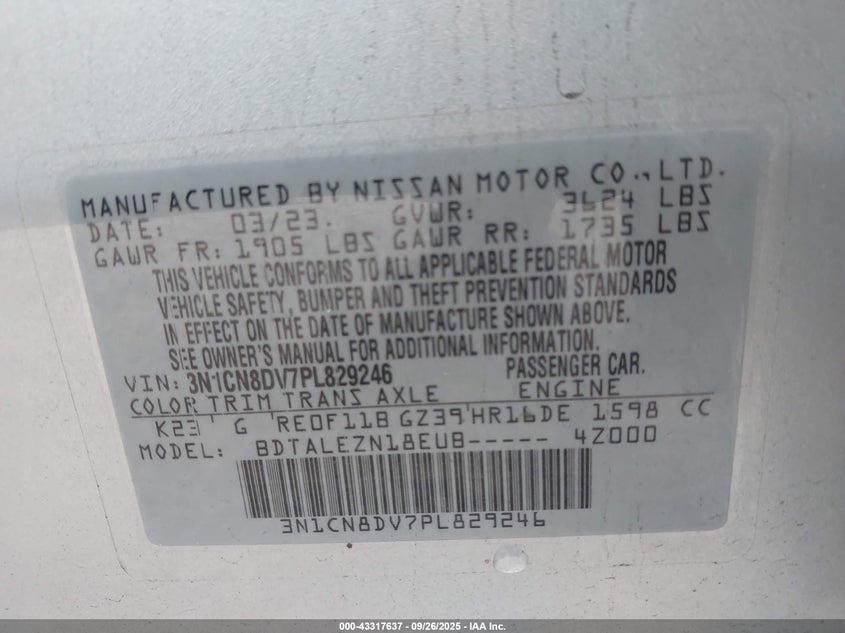 MANUFACTURED BY NISSAN MOTOR CO., LTD.
DATE: 03/23. GVWR: 3624 LBS
GAWR FR: 1905 LBS GAWR RR: 1735 LBS
THIS VEHICLE CONFORMS TO ALL APPLICABLE FEDERAL MOTOR
VEHICLE SAFETY, BUMPER AND THEFT PREVENTION STANDARDS
IN EFFECT ON THE DATE OF MANUFACTURE SHOWN ABOVE.
SEE OWNER'S MANUAL FOR ADDITIONAL INFORMATION.
VIN: 3N1CN8DV7PL829246 PASSENGER CAR.
COLOR TRIM TRANS AXLE ENGINE
K23 G RE0F11B GZ39 HR16DE 1598 CC
MODEL: BDTALEZN18EUB----- 4Z000
3N1CN8DV7PL829246
000-43317637 - 09/26/2025 - IAA Inc.